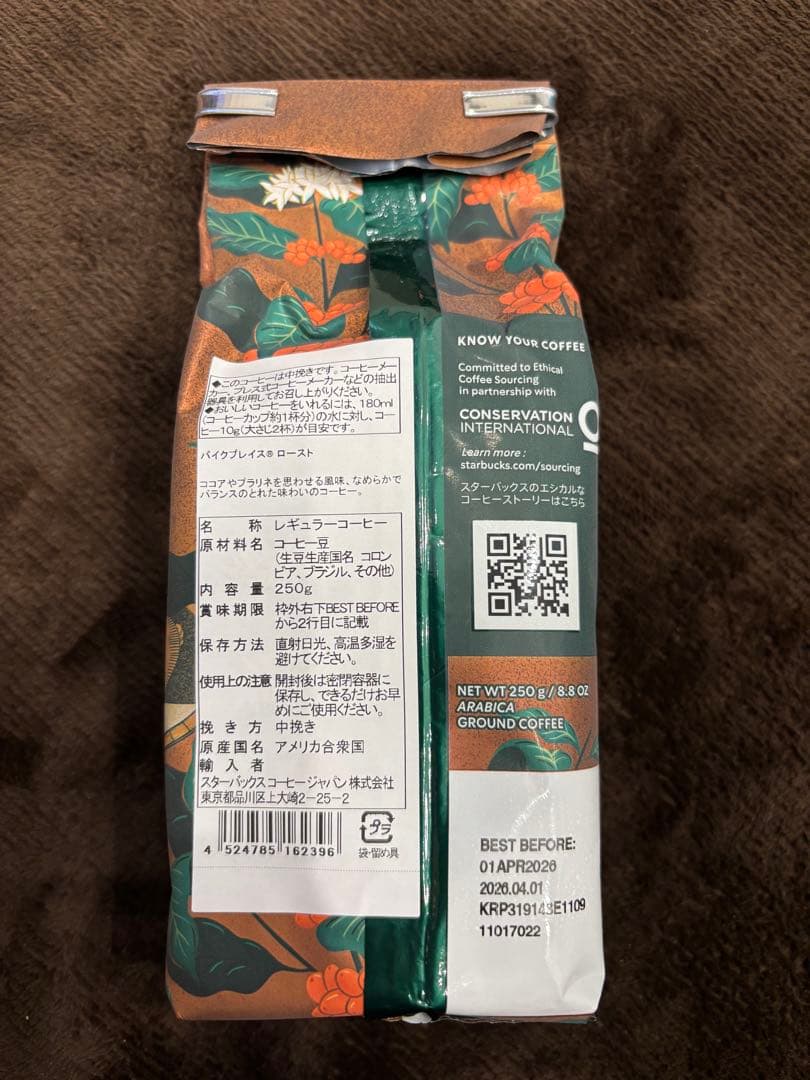 ◆このコーヒーは中挽きです。コーヒーメー
カー、プレス式コーヒーメーカーなどの抽出
器具を利用してお召し上がりください。
◆おいしいコーヒーをいれるには、180ml
(コーヒーカップ約1杯分)の水に対し、コー
ヒー10g(大さじ2杯)が目安です。
パイクプレイス® ロースト
ココアやプラリネを思わせる風味、なめらかで
バランスのとれた味わいのコーヒー。
名称 レギュラーコーヒー
原材料名 コーヒー豆
(生豆生産国名 コロン
ビア、ブラジル、その他)
内容量 250g
賞味期限 枠外右下BEST BEFORE
から2行目に記載
保存方法 直射日光、高温多湿を
避けてください。
使用上の注意 開封後は密閉容器に
保存し、できるだけお早
めにご使用ください。
挽き方 中挽き
原産国名 アメリカ合衆国
輸入者
スターバックス コーヒー ジャパン 株式会社
東京都品川区上大崎2-25-2
4 524785 162396
プラ
袋・留め具
KNOW YOUR COFFEE
Committed to Ethical
Coffee Sourcing
in partnership with
CONSERVATION
INTERNATIONAL
Learn more :
starbucks.com/sourcing
スターバックスのエシカルな
コーヒーストーリーはこちら
NET WT 250 g / 8.8 OZ
ARABICA
GROUND COFFEE
BEST BEFORE:
01APR2026
2026.04.01
KRP319143E1109
11017022